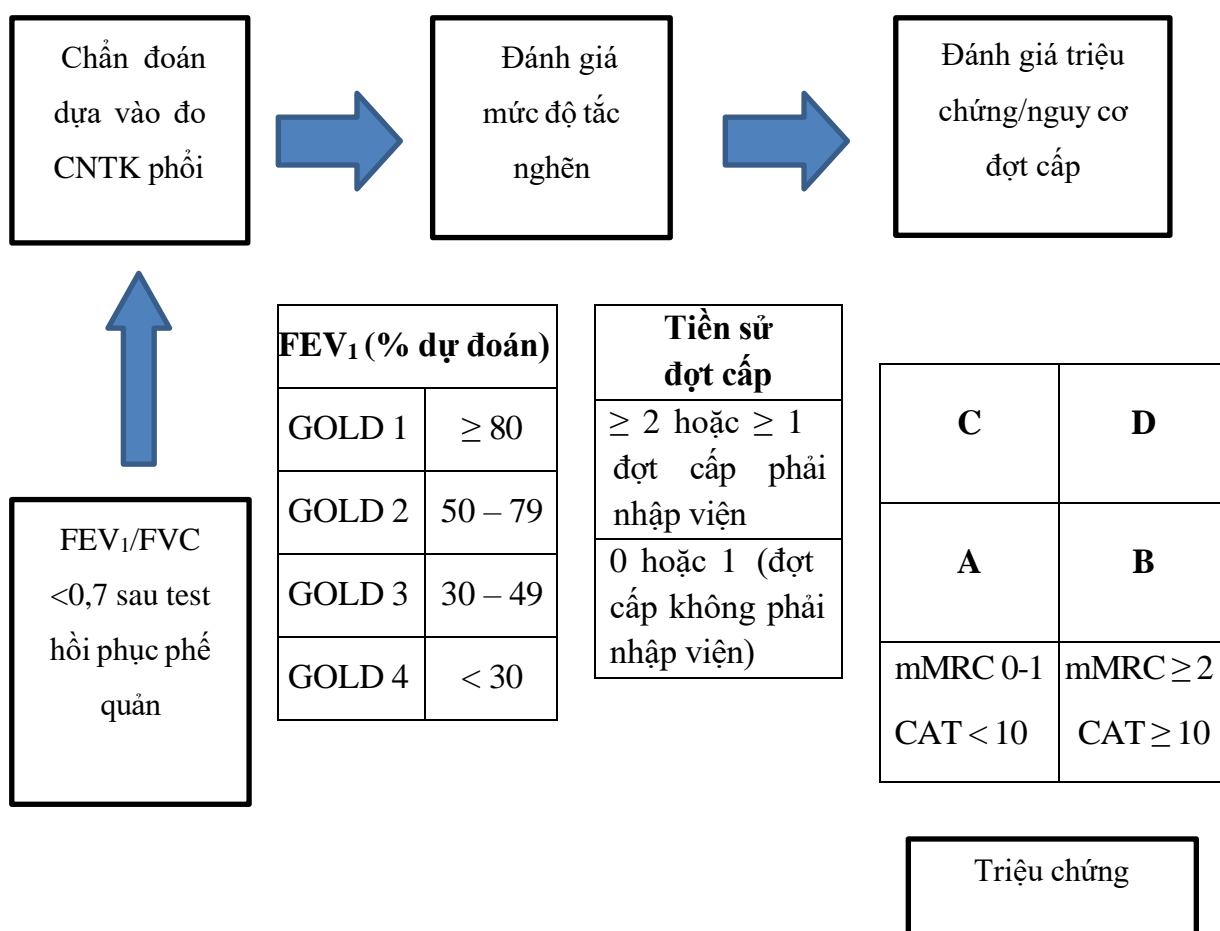 Chẩn đoán
dựa vào đo
CNTK phổi
Đánh giá
mức độ tắc
nghẽn
Đánh giá triệu
chứng/nguy cơ
đợt cấp
FEV₁/FVC
<0,7 sau test
hồi phục phế
quản
FEV₁ (% dự đoán)
GOLD 1 ≥ 80
GOLD 2 50 – 79
GOLD 3 30 – 49
GOLD 4 < 30
Tiền sử
đợt cấp
≥ 2 hoặc ≥ 1
đợt cấp phải
nhập viện
0 hoặc 1 (đợt
cấp không phải
nhập viện)
C D
A B
mMRC 0-1 mMRC ≥ 2
CAT < 10 CAT ≥ 10
Triệu chứng